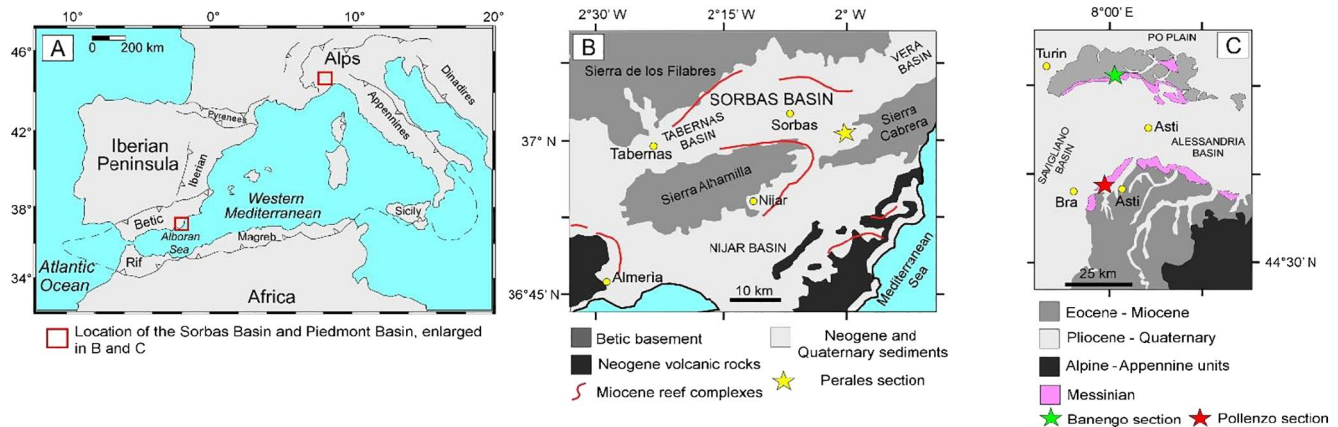 10° 0° 10° 20°
46°
42°
38°
34°
A
0 200 km
Alps
Dinadires
Appennines
Pyrenees
Iberian
Peninsula
Iberian
Western
Mediterranean
Betic
Sicily
Alboran
Sea
Magreb
Rif
Atlantic
Ocean
Africa
Location of the Sorbas Basin and Piedmont Basin, enlarged
in B and C
2°30' W 2°15' W 2° W
B
VERA
BASIN
Sierra de los Filabres
SORBAS BASIN
Sorbas
TABERNAS
BASIN
Sierra
Cabrera
37° N
Tabernas
Sierra Alhamilla
Nijar
NIJAR BASIN
Almeria
Mediterranean
Sea
10 km
36°45' N
Betic basement
Neogene volcanic rocks
Miocene reef complexes
Neogene and
Quaternary sediments
Perales section
8°00' E
PO PLAIN
C
Turin
Asti
SAVIGLIANO
BASIN
ALESSANDRIA
BASIN
Bra
Asti
25 km
44°30' N
Eocene - Miocene
Pliocene - Quaternary
Alpine - Appennine units
Messinian
Banengo section
Pollenzo section